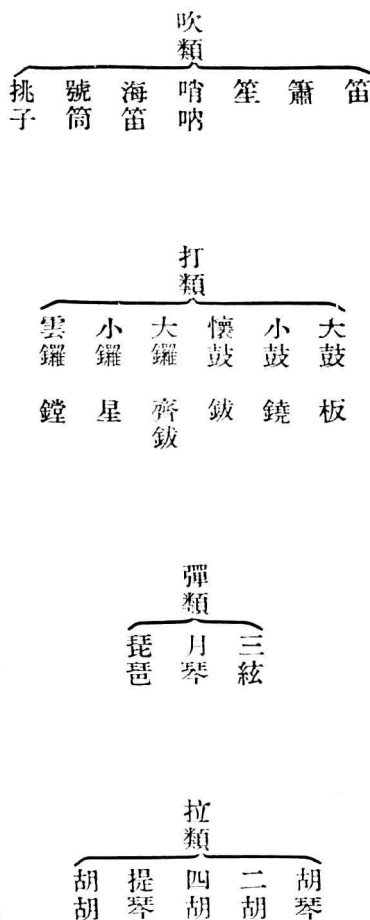 吹類
笛
簫
笙
哨吶
海笛
號筒
挑子
打類
大鼓 板
小鼓 鐃
懷鼓 鈸
大鑼 齊鈸
小鑼 星
雲鑼 鏜
彈類
三絃
月琴
琵琶
拉類
胡琴
二胡
四胡
提琴
胡胡